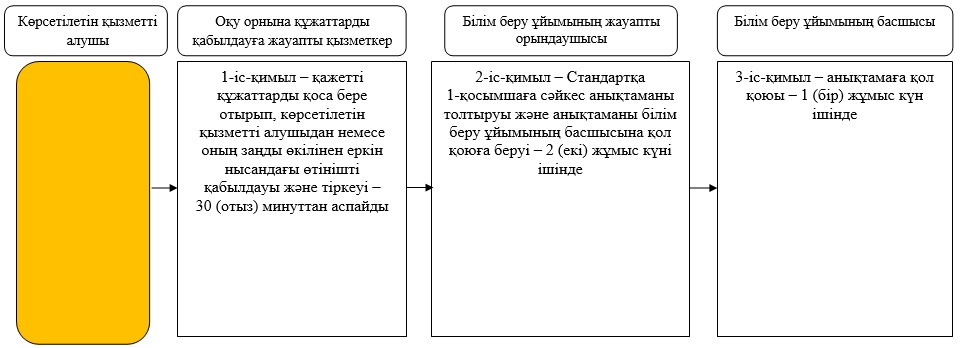 Көрсетілетін қызметті
алушы
Оқу орнына құжаттарды
қабылдауға жауапты қызметкер
Білім беру ұйымының жауапты
орындаушысы
Білім беру ұйымының басшысы
1-іс-қимыл – қажетті
құжаттарды қоса бере
отырып, көрсетілетін
қызметті алушыдан немесе
оның заңды өкілінен еркін
нысандағы өтінішті
қабылдауы және тіркеуі –
30 (отыз) минуттан аспайды
2-іс-қимыл – Стандартқа
1-қосымшаға сәйкес анықтаманы
толтыруы және анықтаманы білім
беру ұйымының басшысына қол
қоюға беруі – 2 (екі) жұмыс күні
ішінде
3-іс-қимыл – анықтамаға қол
қоюы – 1 (бір) жұмыс күн
ішінде